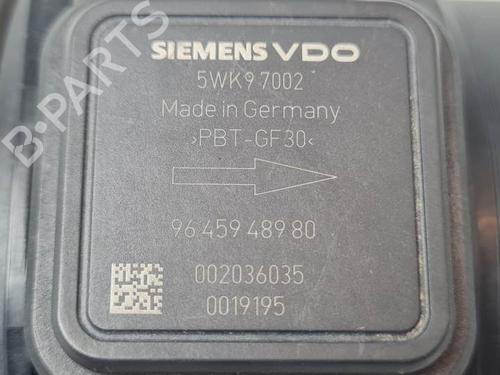 SIEMENS VDO
5WK9 7002
Made in Germany
>PBT-GF30<
96 459 489 80
002036035
0019195
B-PARTS